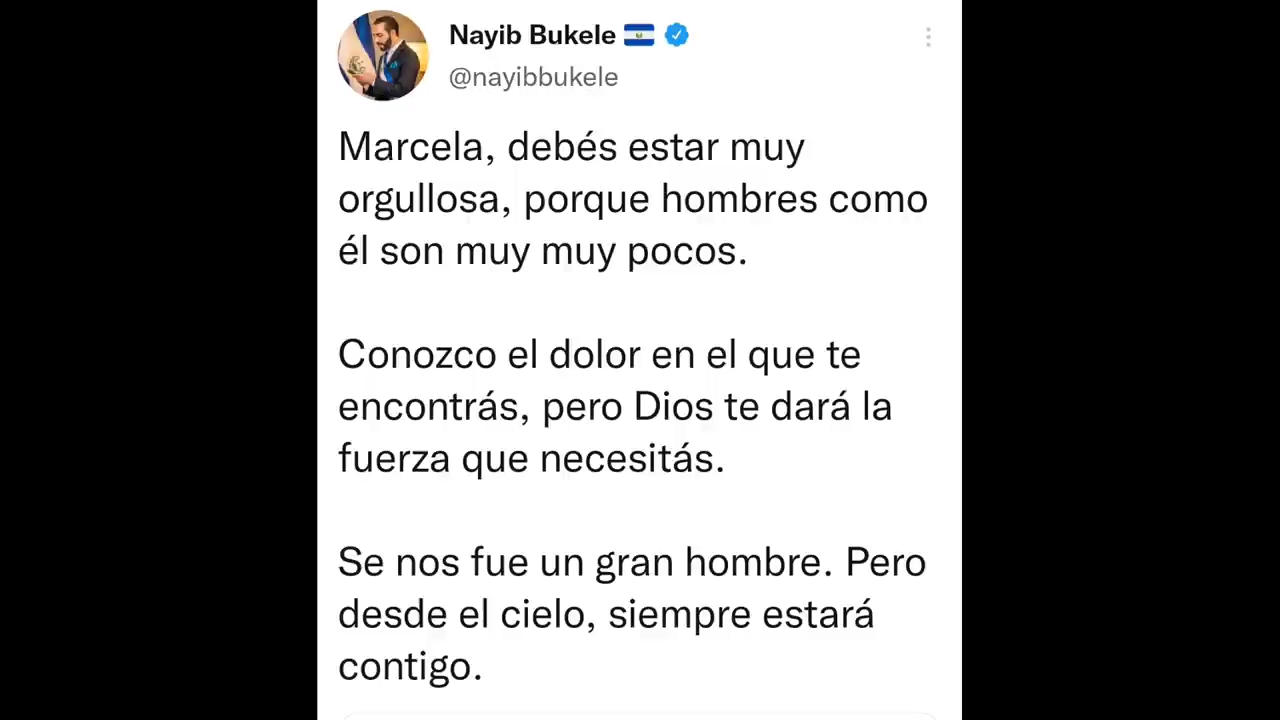 Nayib Bukele
@nayibbukele
Marcela, debés estar muy
orgullosa, porque hombres como
él son muy muy pocos.
Conozco el dolor en el que te
encontrás, pero Dios te dará la
fuerza que necesitás.
Se nos fue un gran hombre. Pero
desde el cielo, siempre estará
contigo.